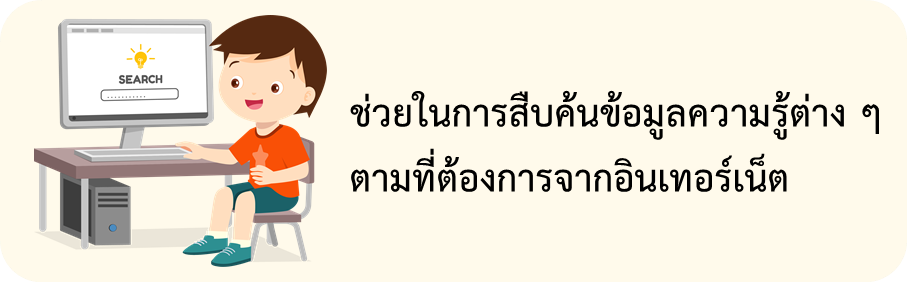 SEARCH
ช่วยในการสืบค้นข้อมูลความรู้ต่าง ๆ
ตามที่ต้องการจากอินเทอร์เน็ต